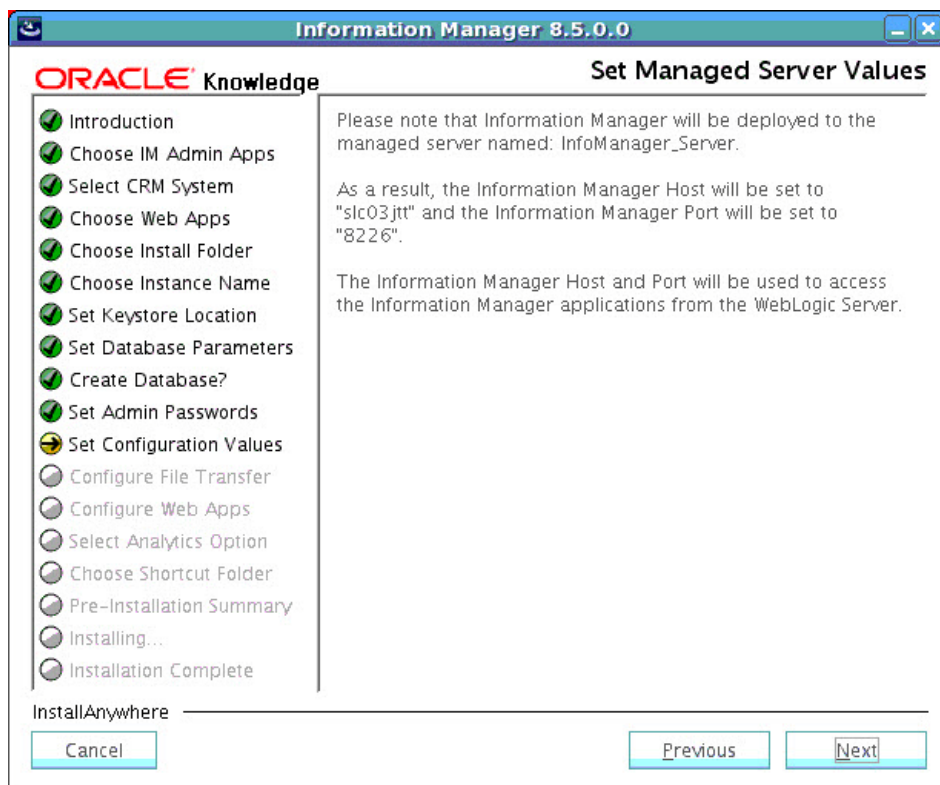 Information Manager 8.5.0.0
ORACLE Knowledge
Set Managed Server Values
Introduction
Choose IM Admin Apps
Select CRM System
Choose Web Apps
Choose Install Folder
Choose Instance Name
Set Keystore Location
Set Database Parameters
Create Database?
Set Admin Passwords
Set Configuration Values
Configure File Transfer
Configure Web Apps
Select Analytics Option
Choose Shortcut Folder
Pre-Installation Summary
Installing...
Installation Complete
Please note that Information Manager will be deployed to the
managed server named: InfoManager_Server.
As a result, the Information Manager Host will be set to
"slc03jtt" and the Information Manager Port will be set to
"8226".
The Information Manager Host and Port will be used to access
the Information Manager applications from the WebLogic Server.
InstallAnywhere
Cancel
Previous
Next